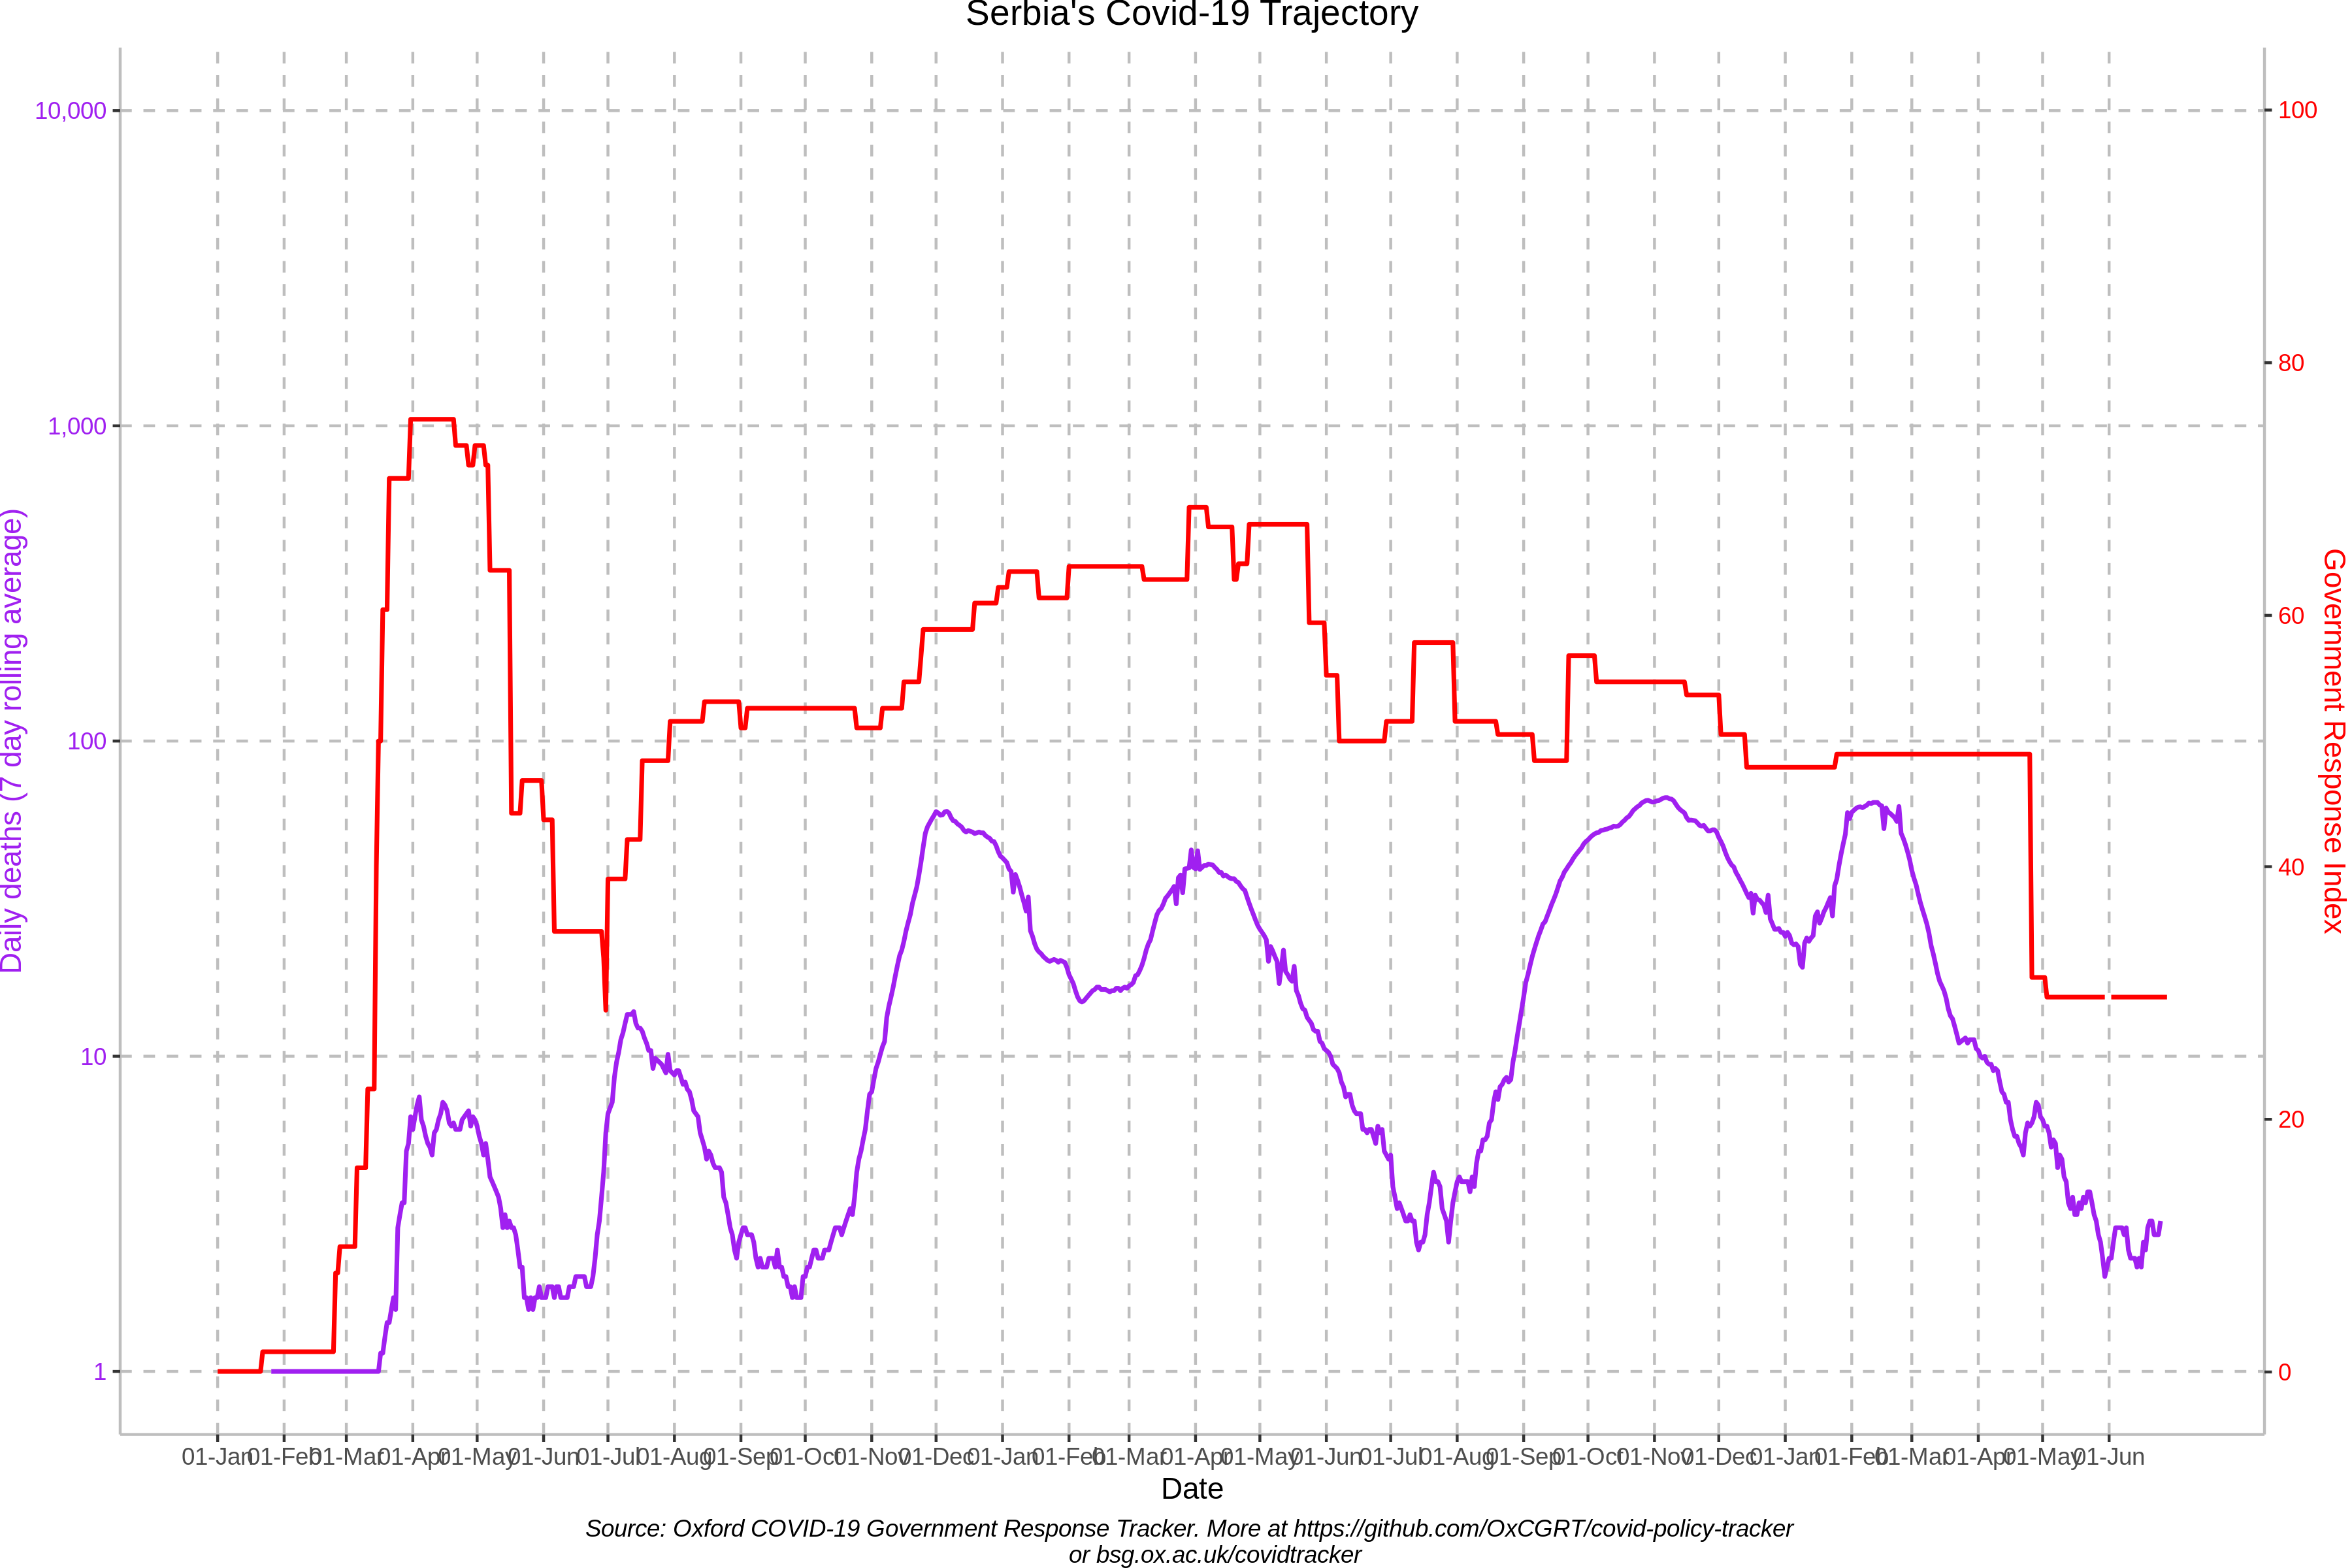 Serbia's Covid-19 Trajectory
10,000
1,000
100
10
1
Daily deaths (7 day rolling average)
100
80
60
40
20
0
Government Response Index
01-Jan 01-Feb 01-Mar 01-Apr 01-May 01-Jun 01-Jul 01-Aug 01-Sep 01-Oct 01-Nov 01-Dec 01-Jan 01-Feb 01-Mar 01-Apr 01-May 01-Jun 01-Jul 01-Aug 01-Sep 01-Oct 01-Nov 01-Dec 01-Jan 01-Feb 01-Mar 01-Apr 01-May 01-Jun
Date
Source: Oxford COVID-19 Government Response Tracker. More at https://github.com/OxCGRT/covid-policy-tracker
or bsg.ox.ac.uk/covidtracker